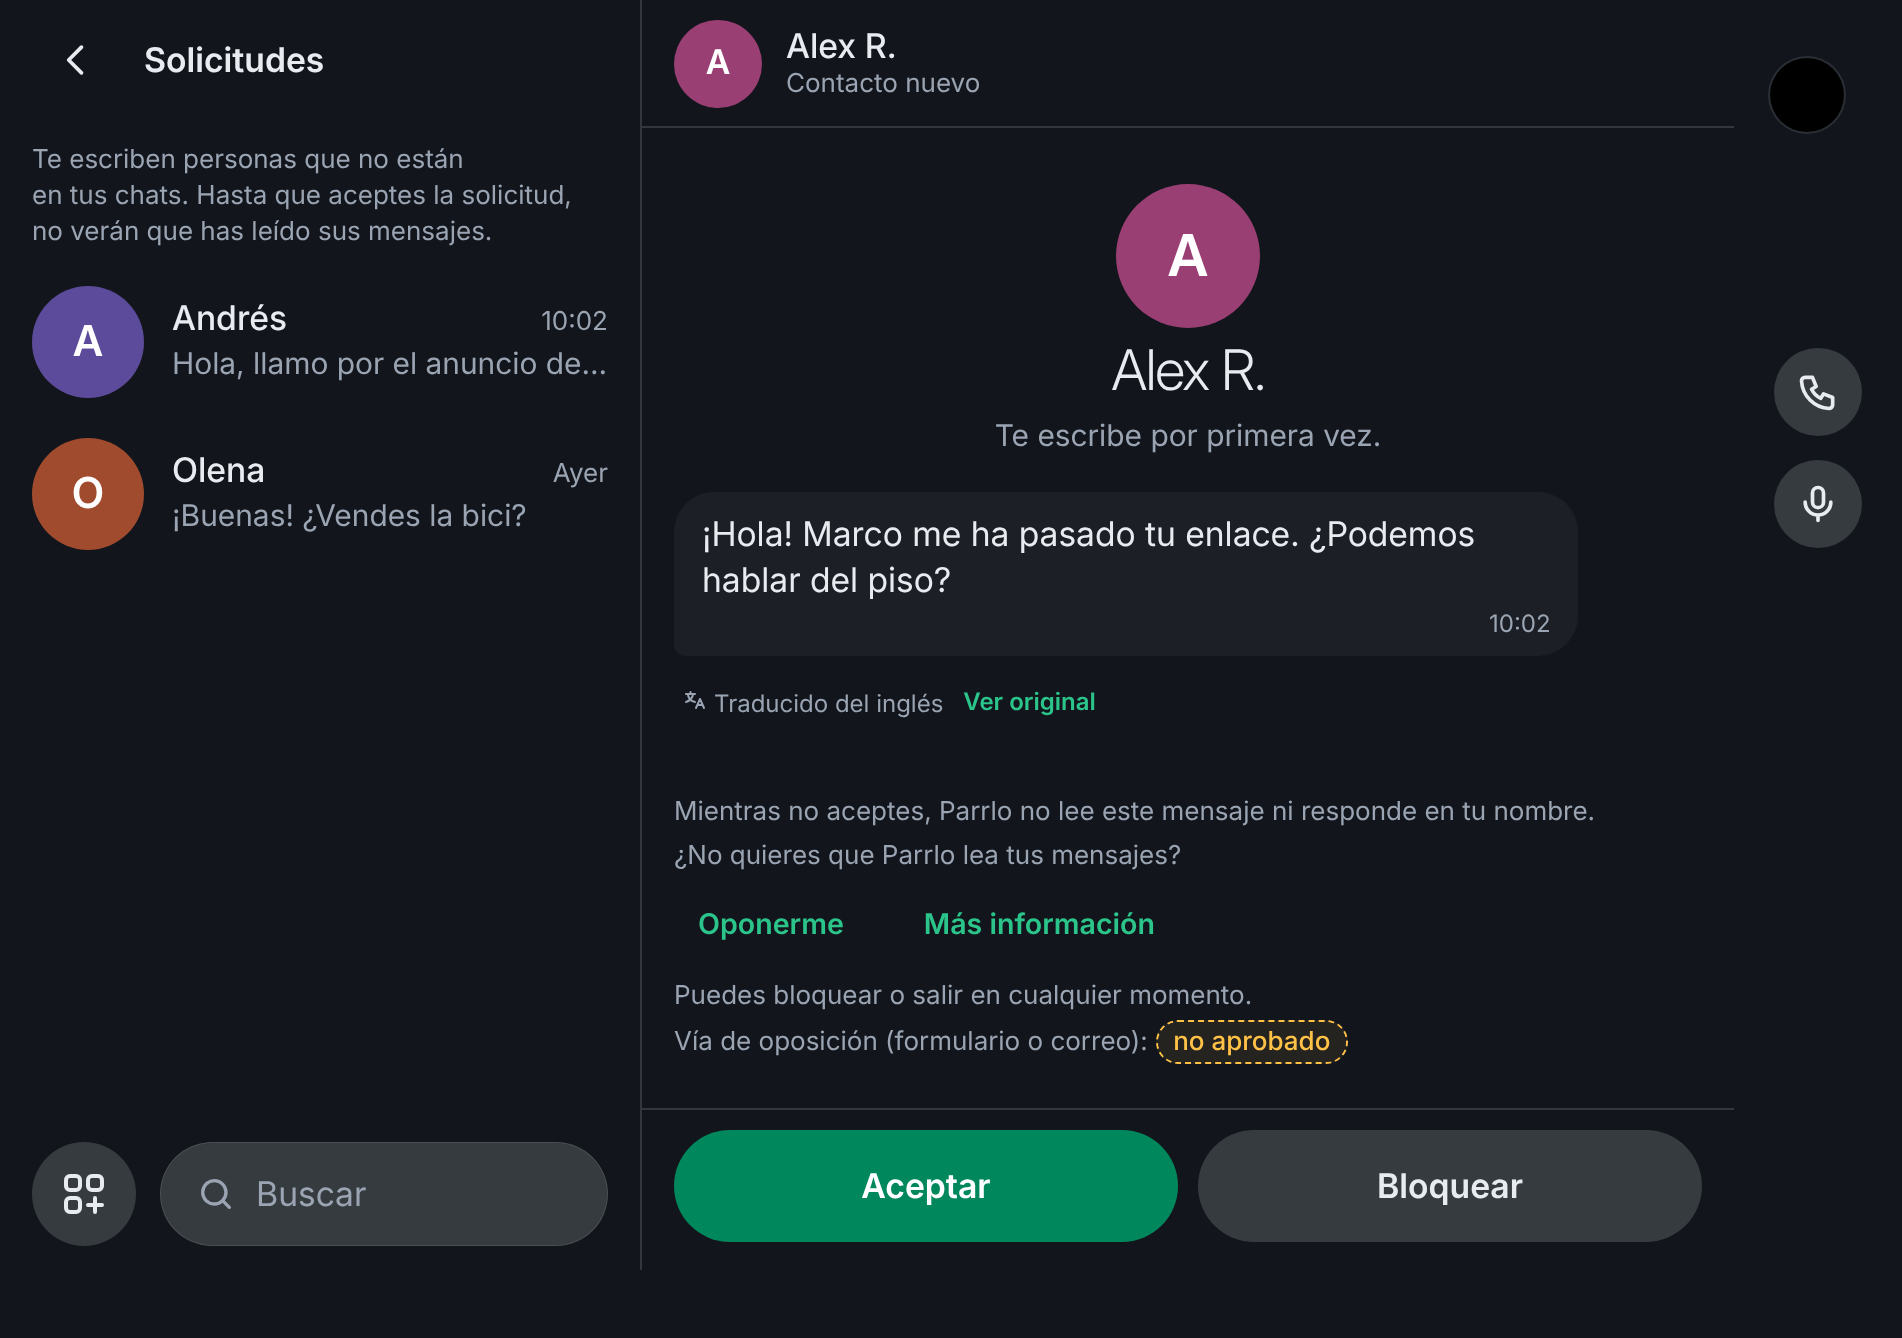 Solicitudes
Te escriben personas que no están
en tus chats. Hasta que aceptes la solicitud,
no verán que has leído sus mensajes.
A
Andrés
10:02
Hola, llamo por el anuncio de...
O
Olena
Ayer
¡Buenas! ¿Vendes la bici?
Buscar
A
Alex R.
Contacto nuevo
A
Alex R.
Te escribe por primera vez.
¡Hola! Marco me ha pasado tu enlace. ¿Podemos
hablar del piso?
10:02
Traducido del inglés Ver original
Mientras no aceptes, Parrlo no lee este mensaje ni responde en tu nombre.
¿No quieres que Parrlo lea tus mensajes?
Oponerme Más información
Puedes bloquear o salir en cualquier momento.
Vía de oposición (formulario o correo): no aprobado
Aceptar Bloquear